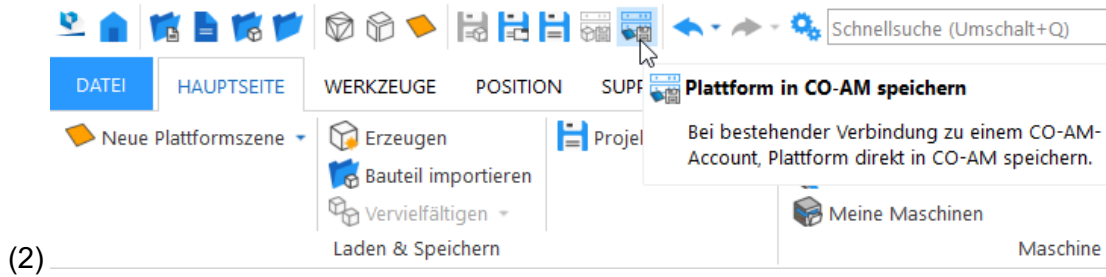 Schnellsuche (Umschalt+Q)
DATEI HAUPTSEITE WERKZEUGE POSITION SUPP
Plattform in CO-AM speichern
Bei bestehender Verbindung zu einem CO-AM-
Account, Plattform direkt in CO-AM speichern.
Neue Plattformszene
Erzeugen
Bauteil importieren
Vervielfältigen
Laden & Speichern
Projek
Meine Maschinen
Maschine
(2)